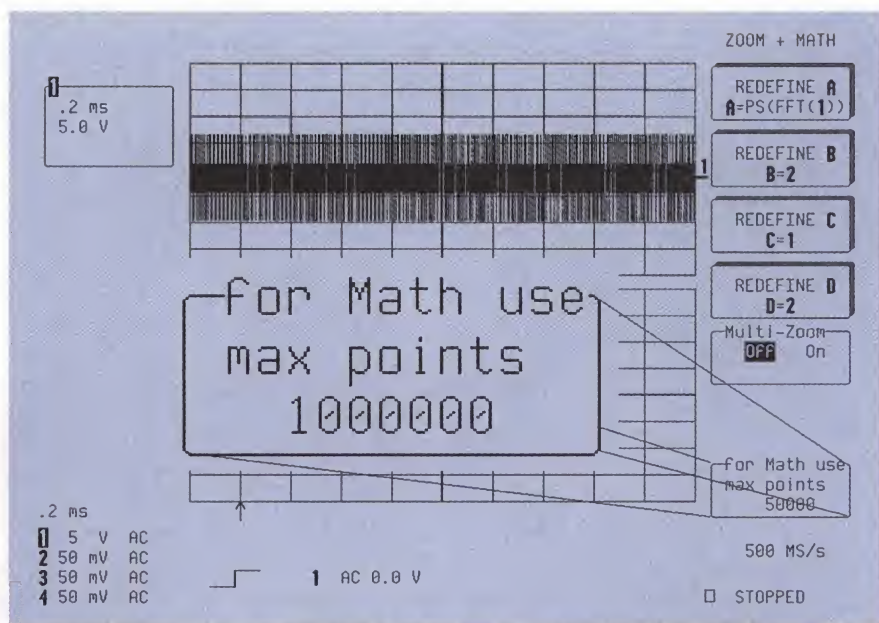 ZOOM + MATH
1
.2 ms
5.0 V
REDEFINE A
A=PS(FFT(1))
REDEFINE B
B=2
1
REDEFINE C
C=1
REDEFINE D
D=2
Multi-Zoom
OFF On
for Math use
max points
1000000
for Math use
max points
50000
.2 ms
1 5 V AC
2 50 mV AC
3 50 mV AC
4 50 mV AC
1 AC 0.0 V
500 MS/s
STOPPED